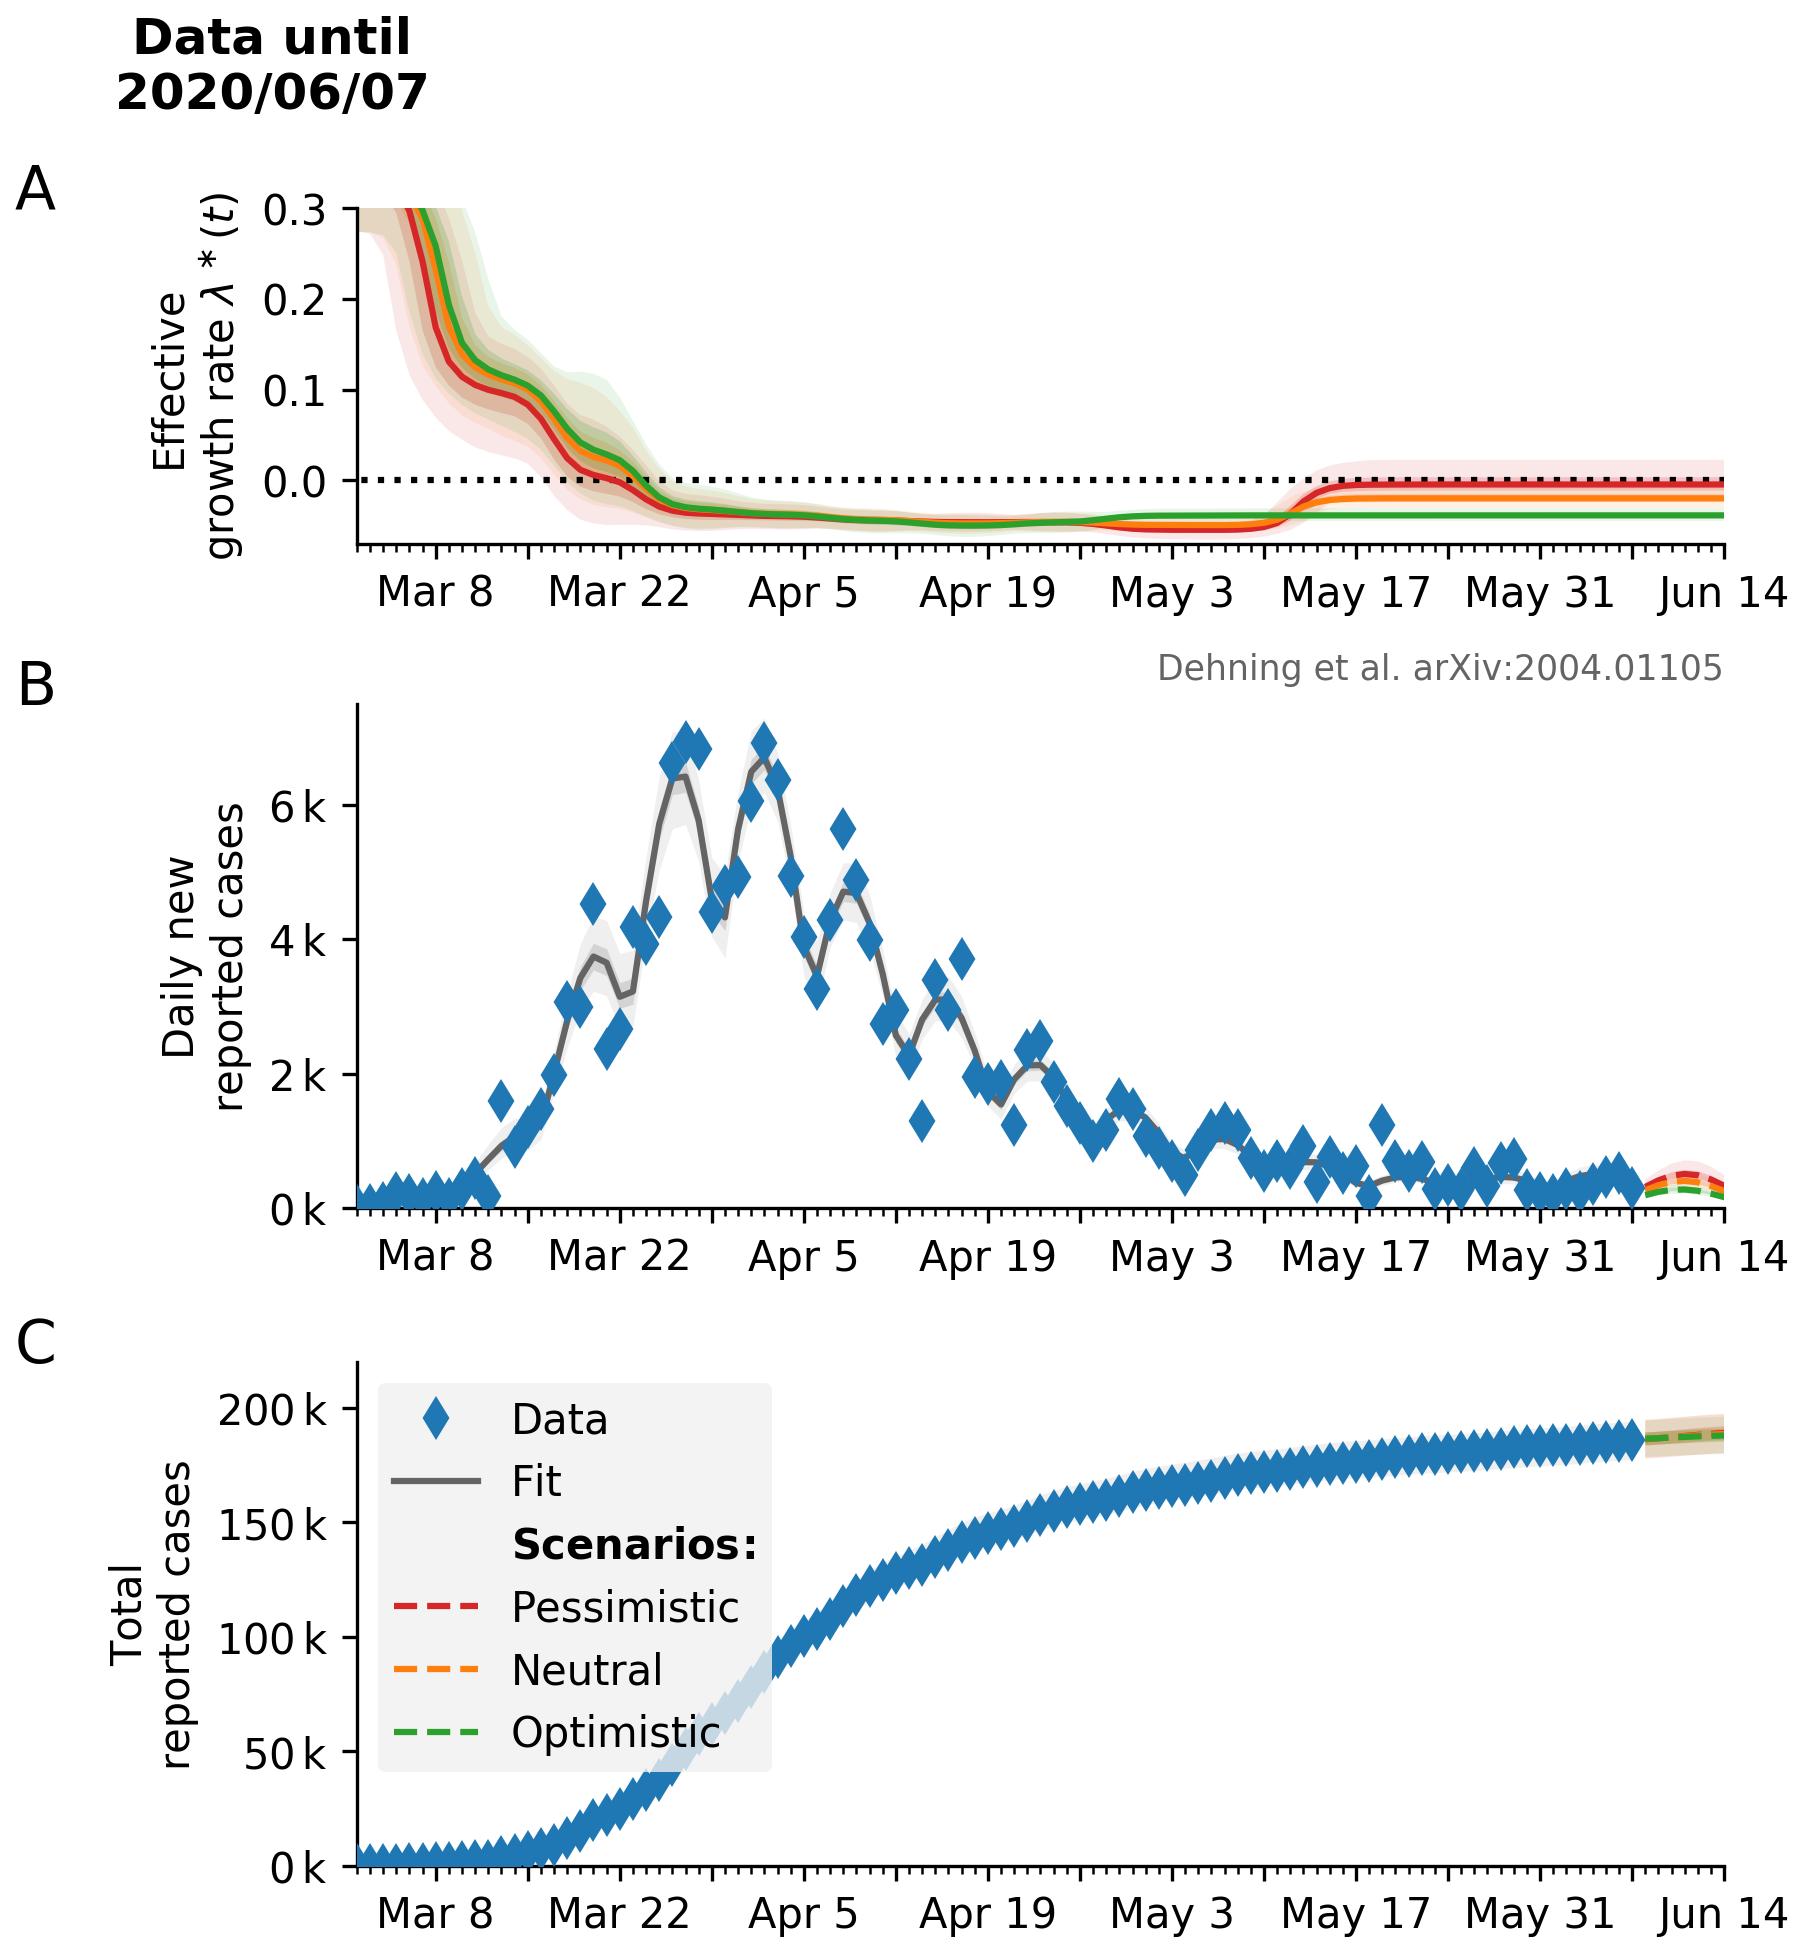 Data until
2020/06/07
A
Effective
growth rate λ * (t)
0.3
0.2
0.1
0.0
Mar 8 Mar 22 Apr 5 Apr 19 May 3 May 17 May 31 Jun 14
Dehning et al. arXiv:2004.01105
B
Daily new
reported cases
6 k
4 k
2 k
0 k
Mar 8 Mar 22 Apr 5 Apr 19 May 3 May 17 May 31 Jun 14
C
Total
reported cases
200 k
150 k
100 k
50 k
0 k
Data
Fit
Scenarios:
Pessimistic
Neutral
Optimistic
Mar 8 Mar 22 Apr 5 Apr 19 May 3 May 17 May 31 Jun 14